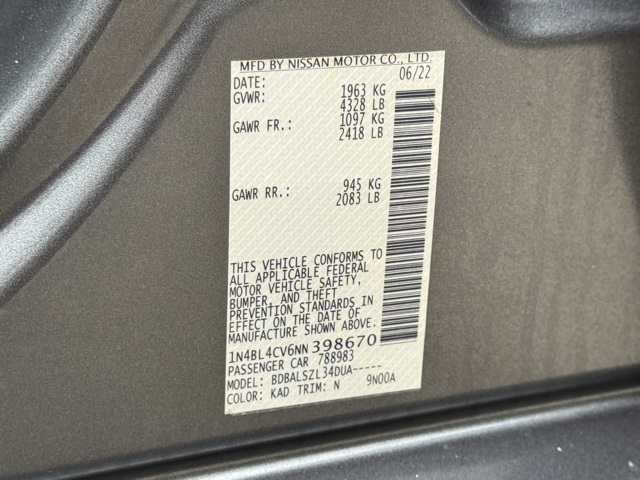 MFD BY NISSAN MOTOR CO., LTD.
DATE: 06/22
GVWR: 1963 KG
4328 LB
GAWR FR.: 1097 KG
2418 LB
GAWR RR.: 945 KG
2083 LB
THIS VEHICLE CONFORMS TO
ALL APPLICABLE FEDERAL
MOTOR VEHICLE SAFETY,
BUMPER, AND THEFT
PREVENTION STANDARDS IN
EFFECT ON THE DATE OF
MANUFACTURE SHOWN ABOVE.
1N4BL4CV6NN398670
PASSENGER CAR 788983
MODEL: BDBALSZL34DUA-----
COLOR: KAD TRIM: N 9N00A